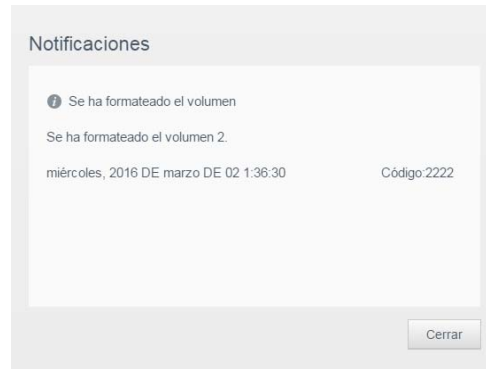 Notificaciones
Se ha formateado el volumen
Se ha formateado el volumen 2.
miércoles, 2016 DE marzo DE 02 1:36:30 Código:2222
Cerrar